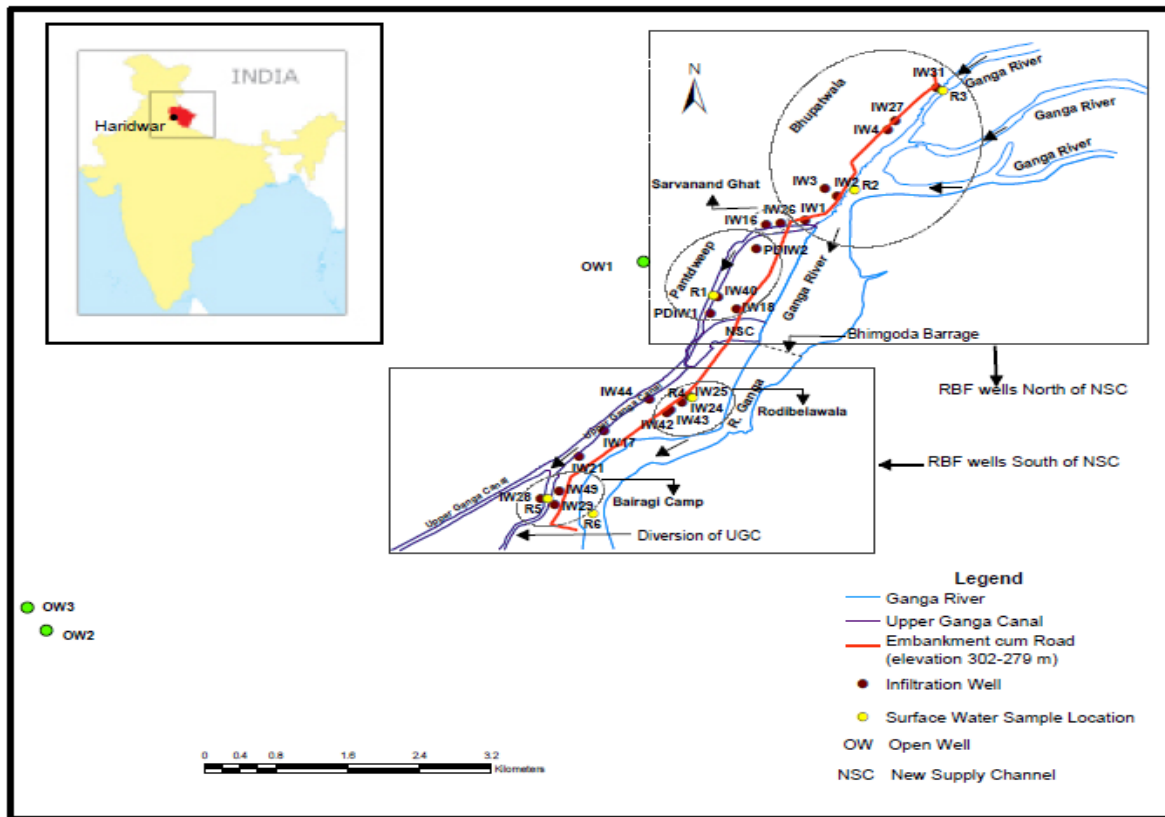 INDIA
Haridwar
N
IW31
Ganga River
R3
Bhupatwala
IW27
IW4
Ganga River
Ganga River
IW3
IW2
R2
Sarvanand Ghat
IW26
IW1
IW16
PDIW2
OW1
Pantdweep
Ganga River
R1
IW40
PDIW1
IW18
NSC
Bhimgoda Barrage
RBF wells North of NSC
IW44
Upper Ganga Canal
R4
IW25
IW24
IW43
IW42
R. Ganga
Rodibelawala
IW17
IW21
RBF wells South of NSC
Upper Ganga Canal
IW49
IW28
IW29
R5
Bairagi Camp
R6
Diversion of UGC
OW3
OW2
Legend
Ganga River
Upper Ganga Canal
Embankment cum Road
(elevation 302-279 m)
Infiltration Well
Surface Water Sample Location
OW Open Well
NSC New Supply Channel
0 0.4 0.8 1.6 2.4 3.2
Kilometers